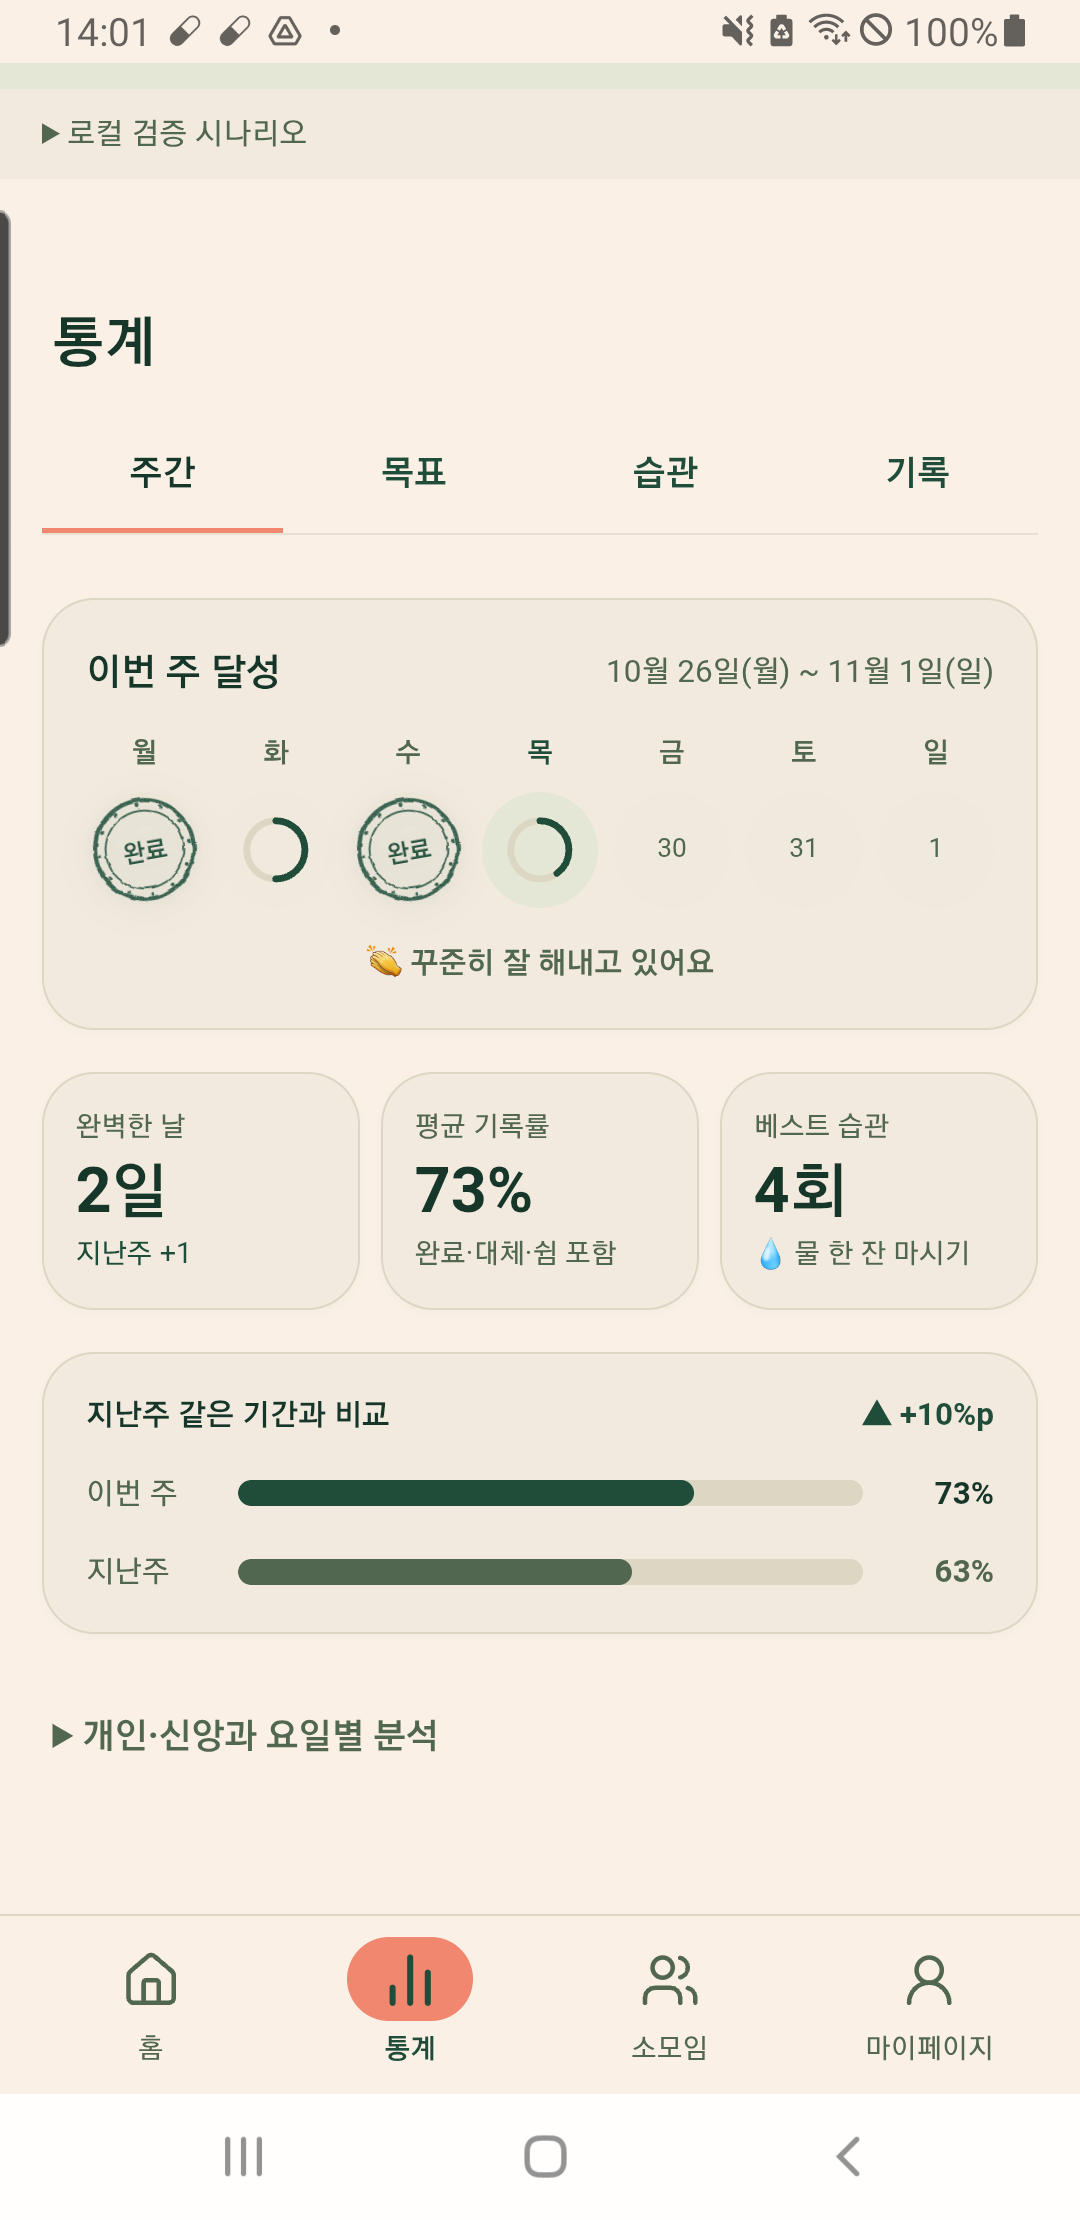 14:01
100%
▶ 로컬 검증 시나리오
통계
주간 목표 습관 기록
이번 주 달성 10월 26일(월) ~ 11월 1일(일)
월 화 수 목 금 토 일
완료 완료 30 31 1
👏 꾸준히 잘 해내고 있어요
완벽한 날
2일
지난주 +1
평균 기록률
73%
완료·대체·쉼 포함
베스트 습관
4회
💧 물 한 잔 마시기
지난주 같은 기간과 비교 ▲ +10%p
이번 주 73%
지난주 63%
▶ 개인·신앙과 요일별 분석
홈 통계 소모임 마이페이지